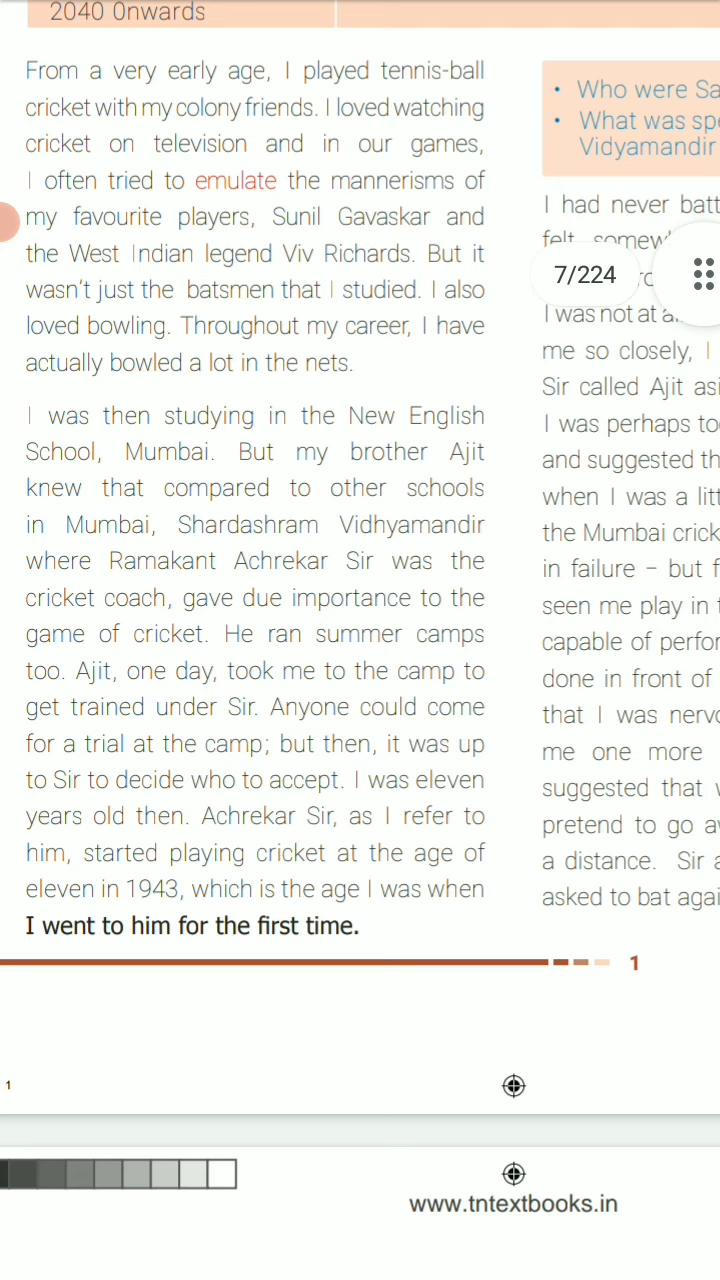 2040 0nwards
From a very early age, I played tennis-ball
cricket with my colony friends. I loved watching
cricket on television and in our games,
I often tried to emulate the mannerisms of
my favourite players, Sunil Gavaskar and
the West Indian legend Viv Richards. But it
wasn't just the batsmen that I studied. I also
loved bowling. Throughout my career, I have
actually bowled a lot in the nets.
I was then studying in the New English
School, Mumbai. But my brother Ajit
knew that compared to other schools
in Mumbai, Shardashram Vidhyamandir
where Ramakant Achrekar Sir was the
cricket coach, gave due importance to the
game of cricket. He ran summer camps
too. Ajit, one day, took me to the camp to
get trained under Sir. Anyone could come
for a trial at the camp; but then, it was up
to Sir to decide who to accept. I was eleven
years old then. Achrekar Sir, as I refer to
him, started playing cricket at the age of
eleven in 1943, which is the age I was when
I went to him for the first time.
• Who were
• What was
Vidyamandir
I had never
felt
7/224
I was not at
me so closely, I
Sir called Ajit
I was perhaps
and suggested
when I was a
the Mumbai
in failure – but
seen me play in
capable of
done in front of
that I was
me one more
suggested that
pretend to go
a distance. Sir
asked to bat
1
1
www.tntextbooks.in